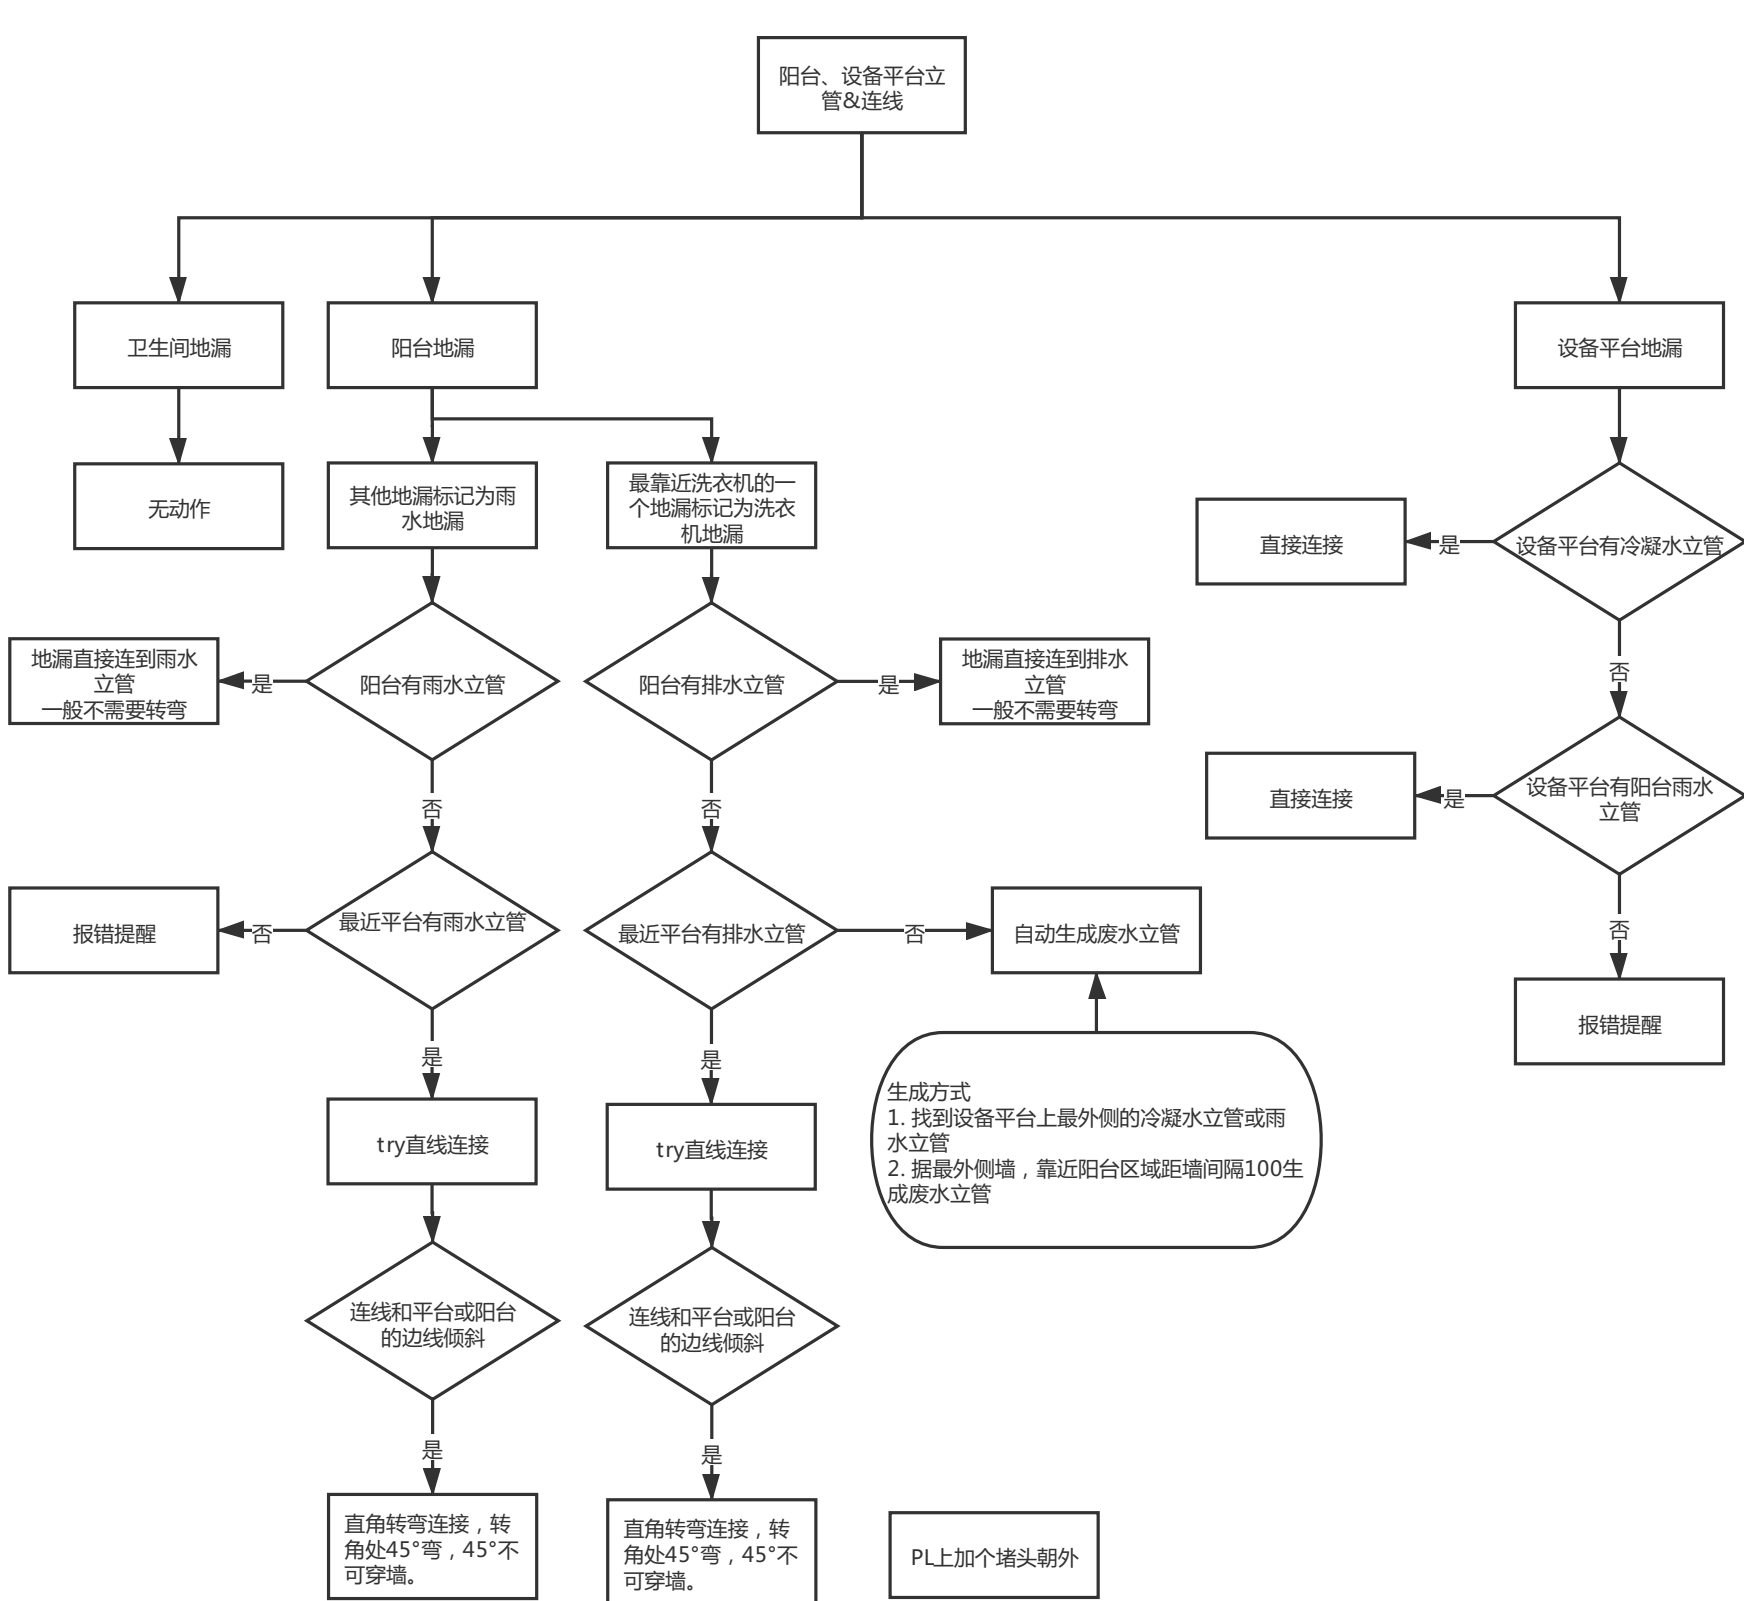 阳台、设备平台立
管&连线
卫生间地漏
阳台地漏
设备平台地漏
无动作
其他地漏标记为雨
水地漏
最靠近洗衣机的一
个地漏标记为洗衣
机地漏
直接连接
是
设备平台有冷凝水立管
地漏直接连到雨水
立管
一般不需要转弯
是
阳台有雨水立管
阳台有排水立管
是
地漏直接连到排水
立管
一般不需要转弯
否
直接连接
是
设备平台有阳台雨水
立管
否
否
报错提醒
否
最近平台有雨水立管
最近平台有排水立管
否
自动生成废水立管
否
报错提醒
是
是
生成方式
1. 找到设备平台上最外侧的冷凝水立管或雨
水立管
2. 据最外侧墙，靠近阳台区域距墙间隔100生
成废水立管
try直线连接
try直线连接
连线和平台或阳台
的边线倾斜
连线和平台或阳台
的边线倾斜
是
是
直角转弯连接，转
角处45°弯，45°不
可穿墙。
直角转弯连接，转
角处45°弯，45°不
可穿墙。
PL上加个堵头朝外